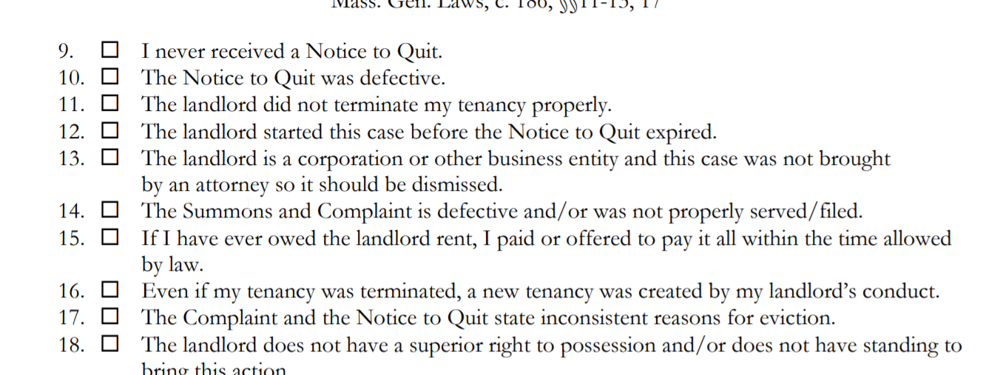 Mass. Gen. Laws, c. 186, §§11-13, 17
9. ☐ I never received a Notice to Quit.
10. ☐ The Notice to Quit was defective.
11. ☐ The landlord did not terminate my tenancy properly.
12. ☐ The landlord started this case before the Notice to Quit expired.
13. ☐ The landlord is a corporation or other business entity and this case was not brought
by an attorney so it should be dismissed.
14. ☐ The Summons and Complaint is defective and/or was not properly served/filed.
15. ☐ If I have ever owed the landlord rent, I paid or offered to pay it all within the time allowed
by law.
16. ☐ Even if my tenancy was terminated, a new tenancy was created by my landlord’s conduct.
17. ☐ The Complaint and the Notice to Quit state inconsistent reasons for eviction.
18. ☐ The landlord does not have a superior right to possession and/or does not have standing to
bring this action